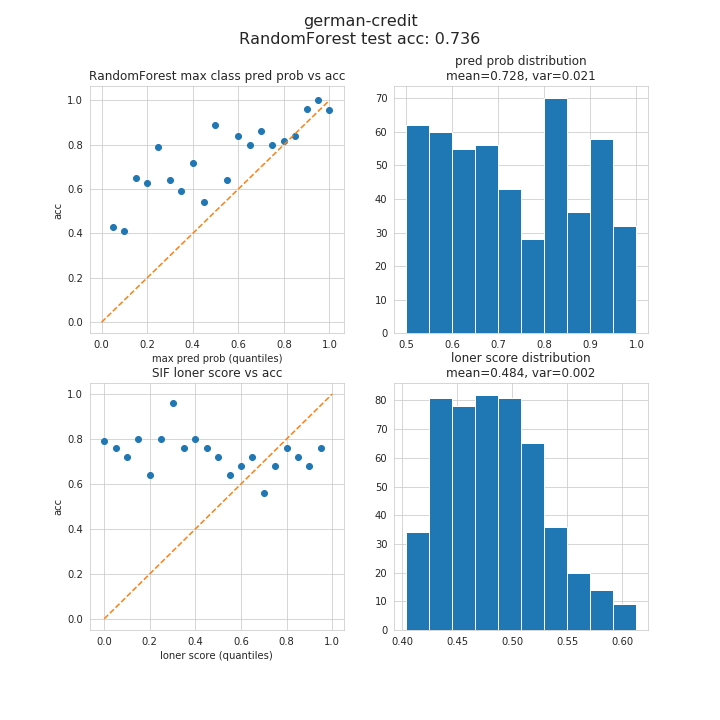 german-credit
RandomForest test acc: 0.736
RandomForest max class pred prob vs acc
1.0
0.8
0.6
0.4
0.2
0.0
acc
0.0 0.2 0.4 0.6 0.8 1.0
max pred prob (quantiles)
pred prob distribution
mean=0.728, var=0.021
70
60
50
40
30
20
10
0
0.5 0.6 0.7 0.8 0.9 1.0
SIF loner score vs acc
1.0
0.8
0.6
0.4
0.2
0.0
acc
0.0 0.2 0.4 0.6 0.8 1.0
loner score (quantiles)
loner score distribution
mean=0.484, var=0.002
80
70
60
50
40
30
20
10
0
0.40 0.45 0.50 0.55 0.60